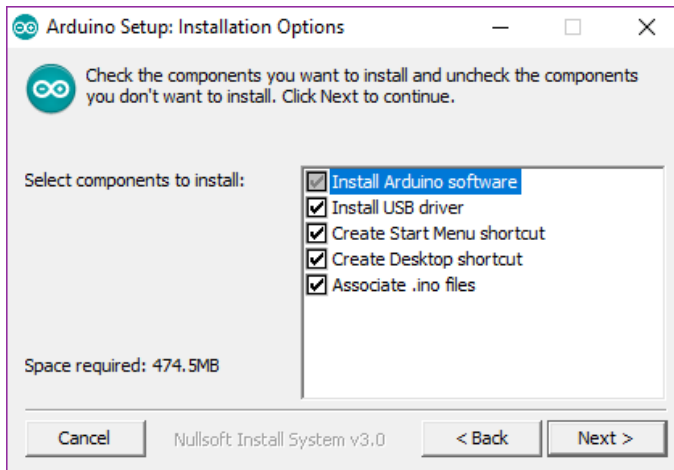 Arduino Setup: Installation Options
Check the components you want to install and uncheck the components
you don't want to install. Click Next to continue.
Select components to install:
Install Arduino software
Install USB driver
Create Start Menu shortcut
Create Desktop shortcut
Associate .ino files
Space required: 474.5MB
Cancel
Nullsoft Install System v3.0
< Back
Next >